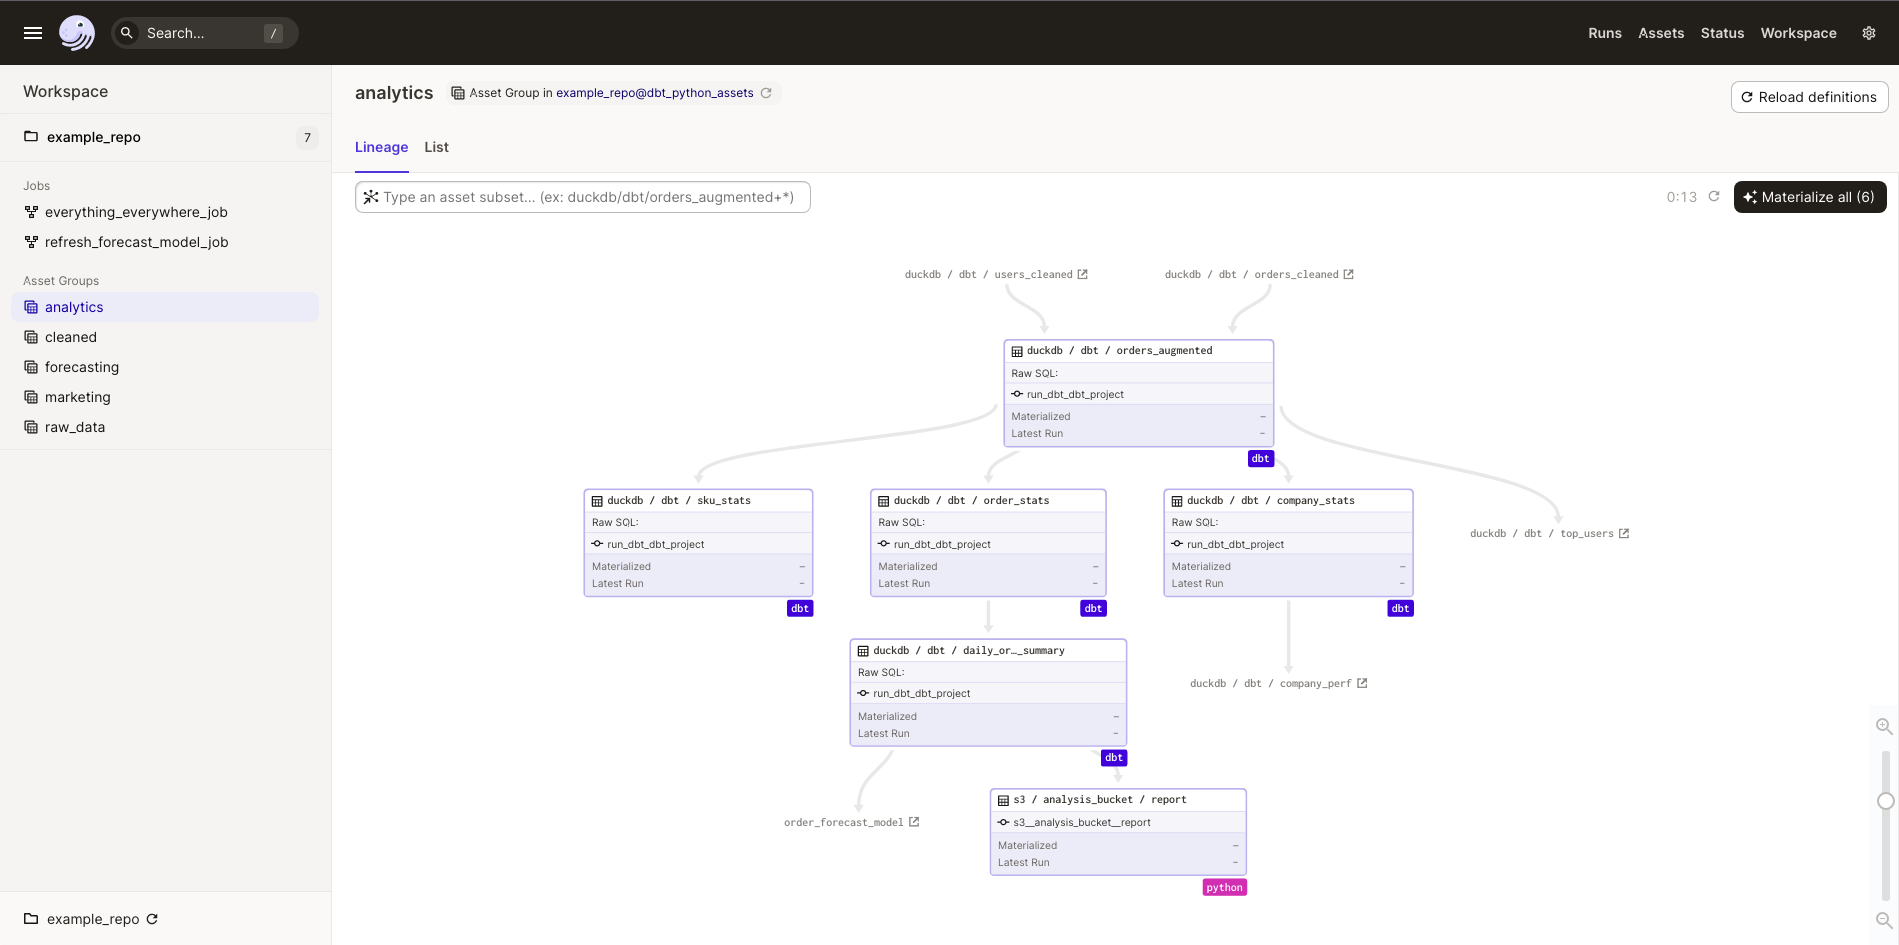 Search... /
Runs Assets Status Workspace
Workspace
example_repo 7
Jobs
everything_everywhere_job
refresh_forecast_model_job
Asset Groups
analytics
cleaned
forecasting
marketing
raw_data
example_repo
analytics Asset Group in example_repo@dbt_python_assets
Reload definitions
Lineage List
Type an asset subset... (ex: duckdb/dbt/orders_augmented+*)
0:13 Materialize all (6)
duckdb / dbt / users_cleaned
duckdb / dbt / orders_cleaned
duckdb / dbt / orders_augmented
Raw SQL:
run_dbt_dbt_project
Materialized –
Latest Run –
dbt
duckdb / dbt / sku_stats
Raw SQL:
run_dbt_dbt_project
Materialized –
Latest Run –
dbt
duckdb / dbt / order_stats
Raw SQL:
run_dbt_dbt_project
Materialized –
Latest Run –
dbt
duckdb / dbt / company_stats
Raw SQL:
run_dbt_dbt_project
Materialized –
Latest Run –
dbt
duckdb / dbt / top_users
duckdb / dbt / daily_or…_summary
Raw SQL:
run_dbt_dbt_project
Materialized –
Latest Run –
dbt
duckdb / dbt / company_perf
order_forecast_model
s3 / analysis_bucket / report
s3__analysis_bucket__report
Materialized –
Latest Run –
python